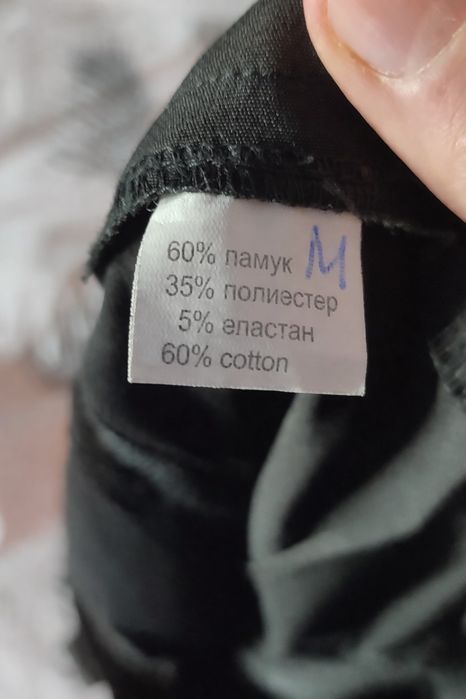 60% памук M
35% полиестер
5% еластан
60% cotton